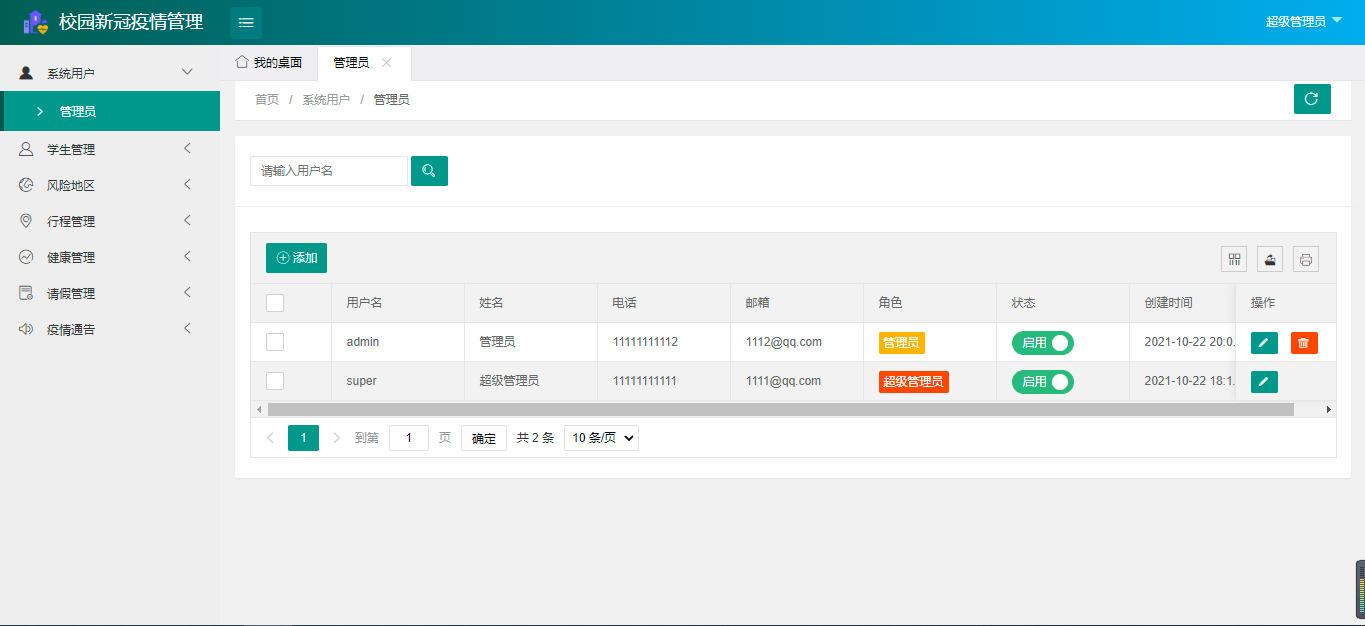 校园新冠疫情管理
超级管理员
系统用户
管理员
学生管理
风险地区
行程管理
健康管理
请假管理
疫情通告
我的桌面 管理员
首页 / 系统用户 / 管理员
请输入用户名
添加
用户名 姓名 电话 邮箱 角色 状态 创建时间 操作
admin 管理员 11111111112 1112@qq.com 管理员 启用 2021-10-22 20:0.
super 超级管理员 11111111111 1111@qq.com 超级管理员 启用 2021-10-22 18:1.
1 到第 1 页 确定 共 2 条 10 条/页